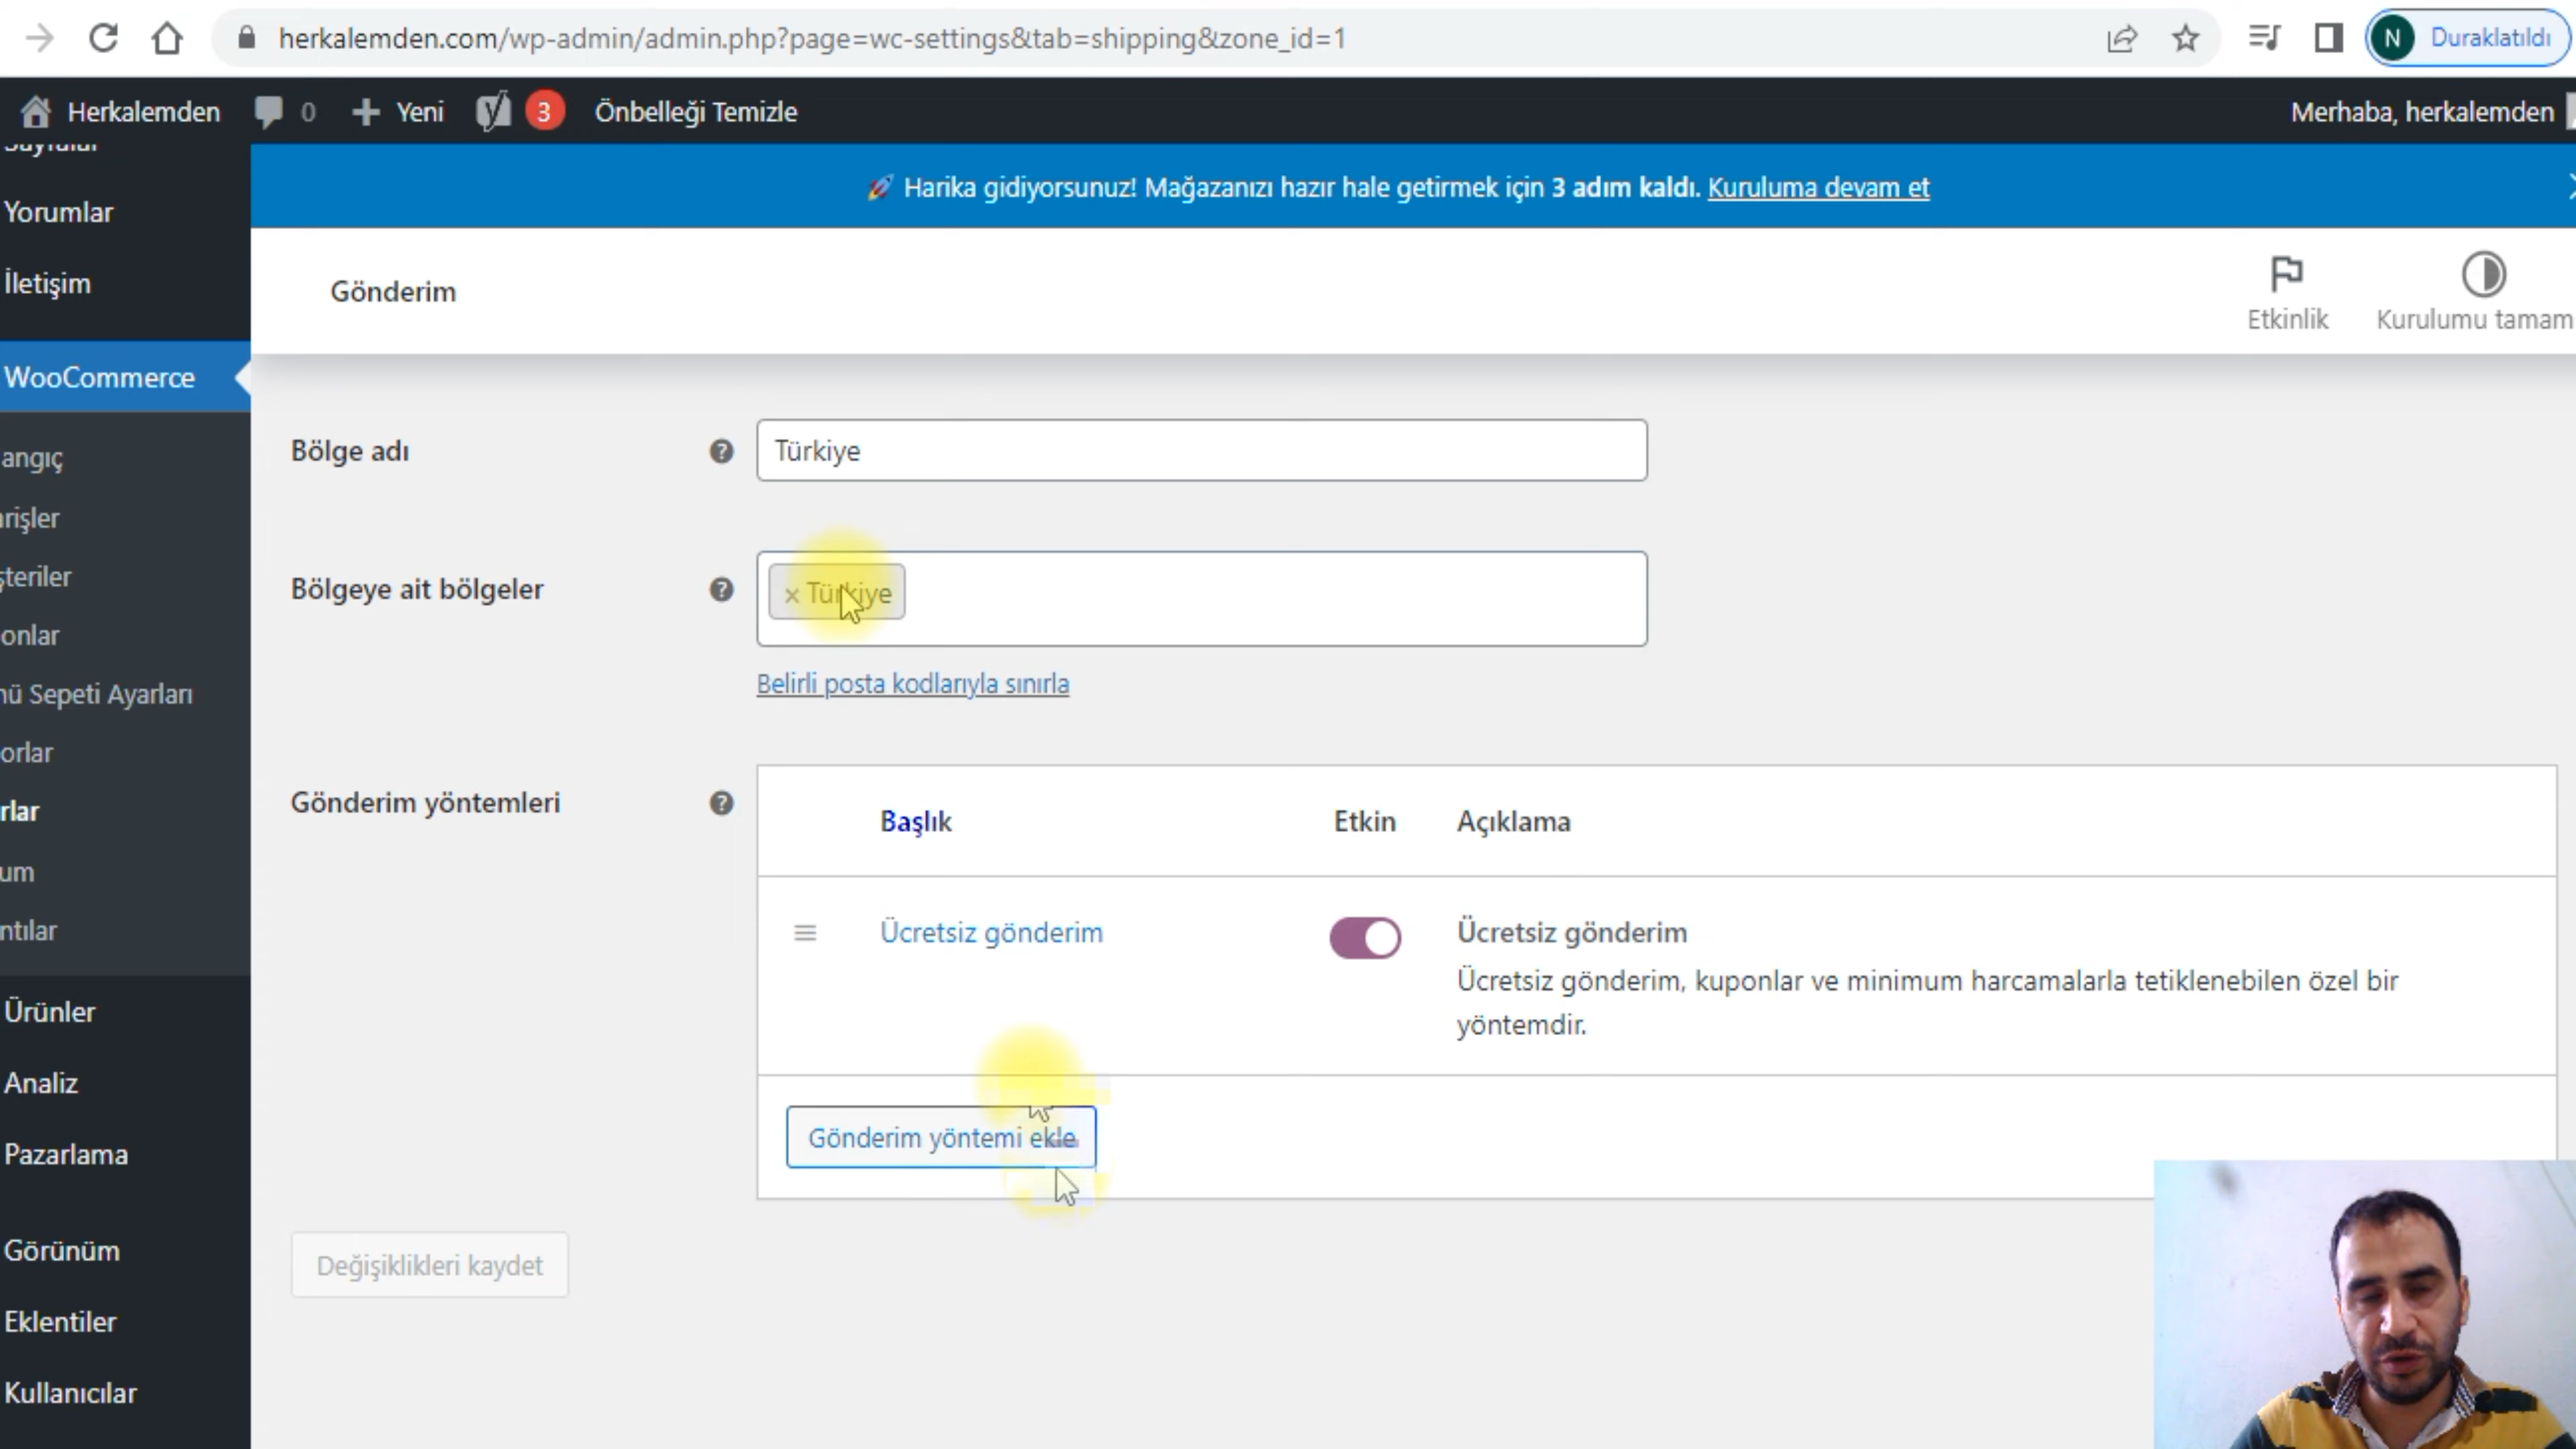 herkalemden.com/wp-admin/admin.php?page=wc-settings&tab=shipping&zone_id=1
N Duraklatıldı
Herkalemden 0 Yeni 3 Önbelleği Temizle Merhaba, herkalemden
Sayfalar
Yorumlar
İletişim
WooCommerce
angıç
arişler
şteriler
onlar
nü Sepeti Ayarları
orlar
rlar
um
ntılar
Ürünler
Analiz
Pazarlama
Görünüm
Eklentiler
Kullanıcılar
🚀 Harika gidiyorsunuz! Mağazanızı hazır hale getirmek için 3 adım kaldı. Kuruluma devam et
Gönderim
Etkinlik
Kurulumu tamam
Bölge adı
Türkiye
Bölgeye ait bölgeler
× Türkiye
Belirli posta kodlarıyla sınırla
Gönderim yöntemleri
Başlık Etkin Açıklama
Ücretsiz gönderim
Ücretsiz gönderim
Ücretsiz gönderim, kuponlar ve minimum harcamalarla tetiklenebilen özel bir
yöntemdir.
Gönderim yöntemi ekle
Değişiklikleri kaydet